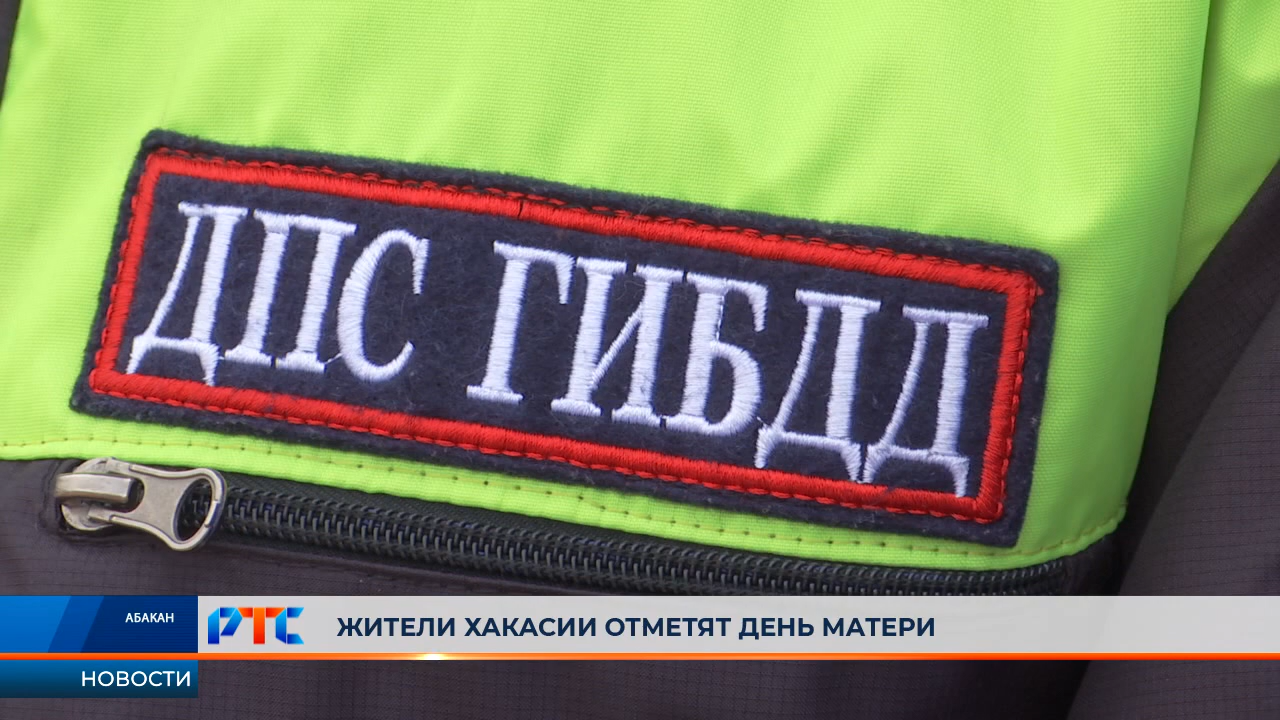 ДПС ГИБДД
АБАКАН
РТС
ЖИТЕЛИ ХАКАСИИ ОТМЕТЯТ ДЕНЬ МАТЕРИ
НОВОСТИ